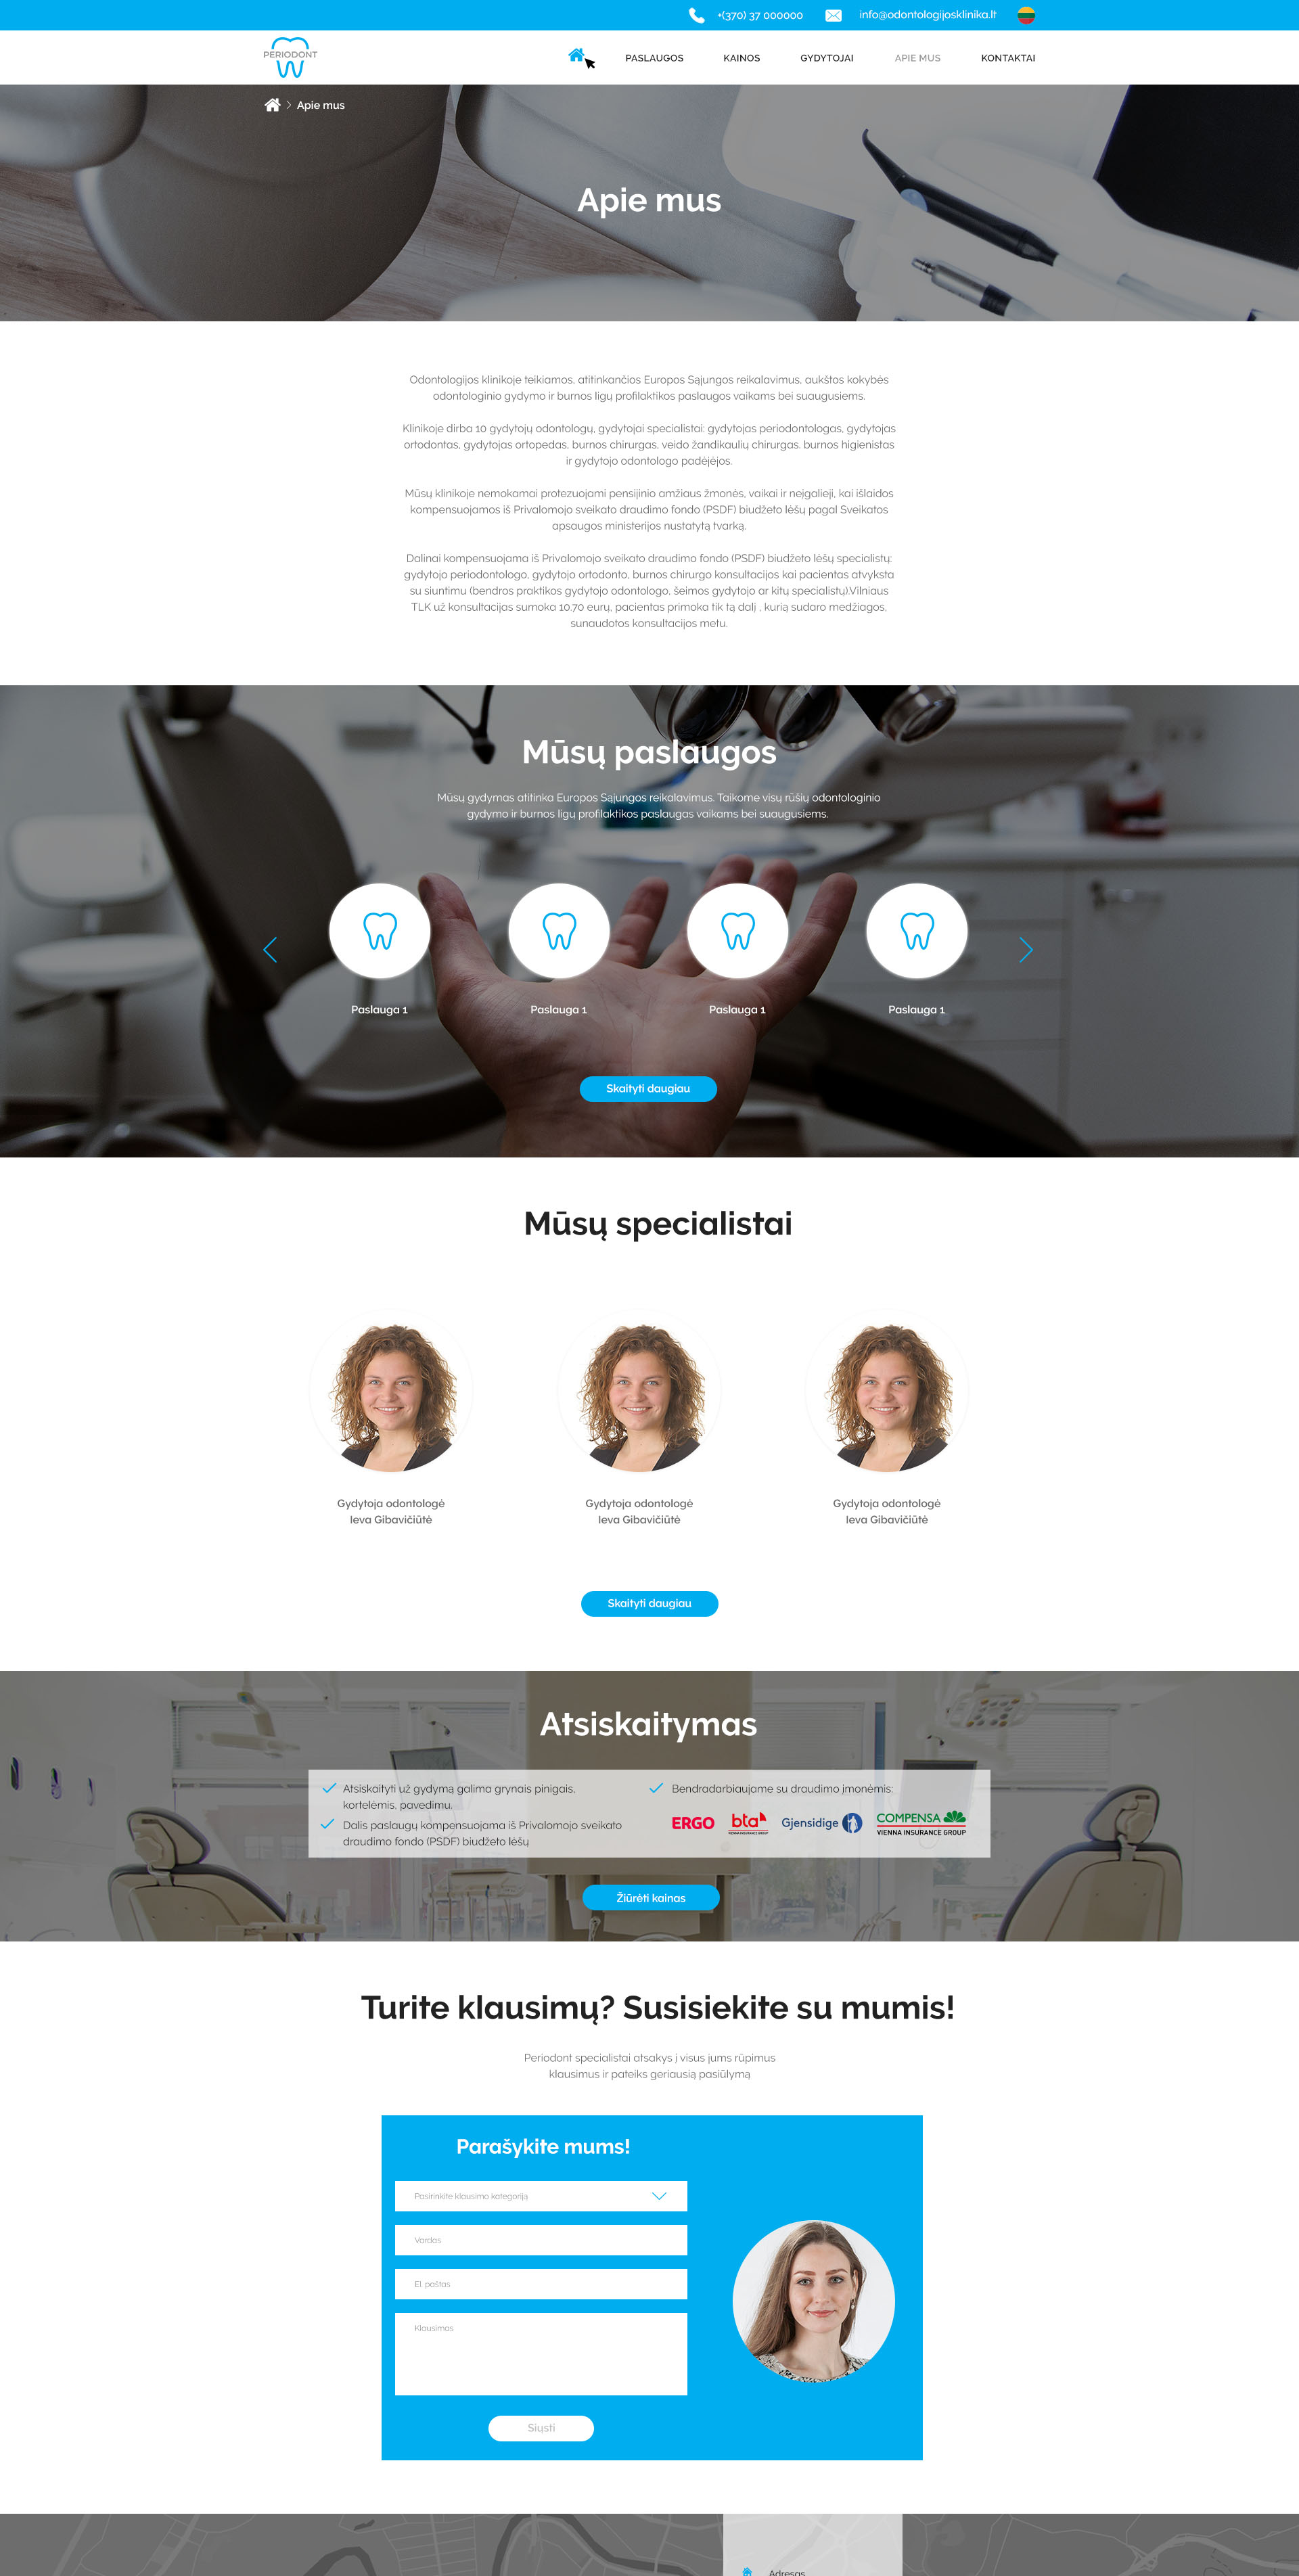 +(370) 37 000000
info@odontologijosklinika.lt
PERIODONT
PASLAUGOS
KAINOS
GYDYTOJAI
APIE MUS
KONTAKTAI
Apie mus
Apie mus
Odontologijos klinikoje teikiamos, atitinkančios Europos Sąjungos reikalavimus, aukštos kokybės
odontologinio gydymo ir burnos ligų profilaktikos paslaugos vaikams bei suaugusiems.
Klinikoje dirba 10 gydytojų odontologų, gydytojai specialistai: gydytojas periodontologas, gydytojas
ortodontas, gydytojas ortopedas, burnos chirurgas, veido žandikaulių chirurgas. burnos higienistas
ir gydytojo odontologo padėjėjos.
Mūsų klinikoje nemokamai protezuojami pensijinio amžiaus žmonės, vaikai ir neįgalieji, kai išlaidos
kompensuojamos iš Privalomojo sveikato draudimo fondo (PSDF) biudžeto lėšų pagal Sveikatos
apsaugos ministerijos nustatytą tvarką.
Dalinai kompensuojama iš Privalomojo sveikato draudimo fondo (PSDF) biudžeto lėšų specialistų:
gydytojo periodontologo, gydytojo ortodonto, burnos chirurgo konsultacijos kai pacientas atvyksta
su siuntimu (bendros praktikos gydytojo odontologo, šeimos gydytojo ar kitų specialistų).Vilniaus
TLK už konsultacijas sumoka 10.70 eurų, pacientas primoka tik tą dalį , kurią sudaro medžiagos,
sunaudotos konsultacijos metu.
Mūsų paslaugos
Mūsų gydymas atitinka Europos Sąjungos reikalavimus. Taikome visų rūšių odontologinio
gydymo ir burnos ligų profilaktikos paslaugas vaikams bei suaugusiems.
Paslauga 1
Paslauga 1
Paslauga 1
Paslauga 1
Skaityti daugiau
Mūsų specialistai
Gydytoja odontologė
Ieva Gibavičiūtė
Gydytoja odontologė
Ieva Gibavičiūtė
Gydytoja odontologė
Ieva Gibavičiūtė
Skaityti daugiau
Atsiskaitymas
Atsiskaityti už gydymą galima grynais pinigais,
kortelėmis, pavedimu.
Dalis paslaugų kompensuojama iš Privalomojo sveikato
draudimo fondo (PSDF) biudžeto lėšų
Bendradarbiaujame su draudimo įmonėmis:
ERGO
bta
VIENNA INSURANCE GROUP
Gjensidige
COMPENSA
VIENNA INSURANCE GROUP
Žiūrėti kainas
Turite klausimų? Susisiekite su mumis!
Periodont specialistai atsakys į visus jums rūpimus
klausimus ir pateiks geriausią pasiūlymą
Parašykite mums!
Pasirinkite klausimo kategoriją
Vardas
El. paštas
Klausimas
Siųsti
Adresas